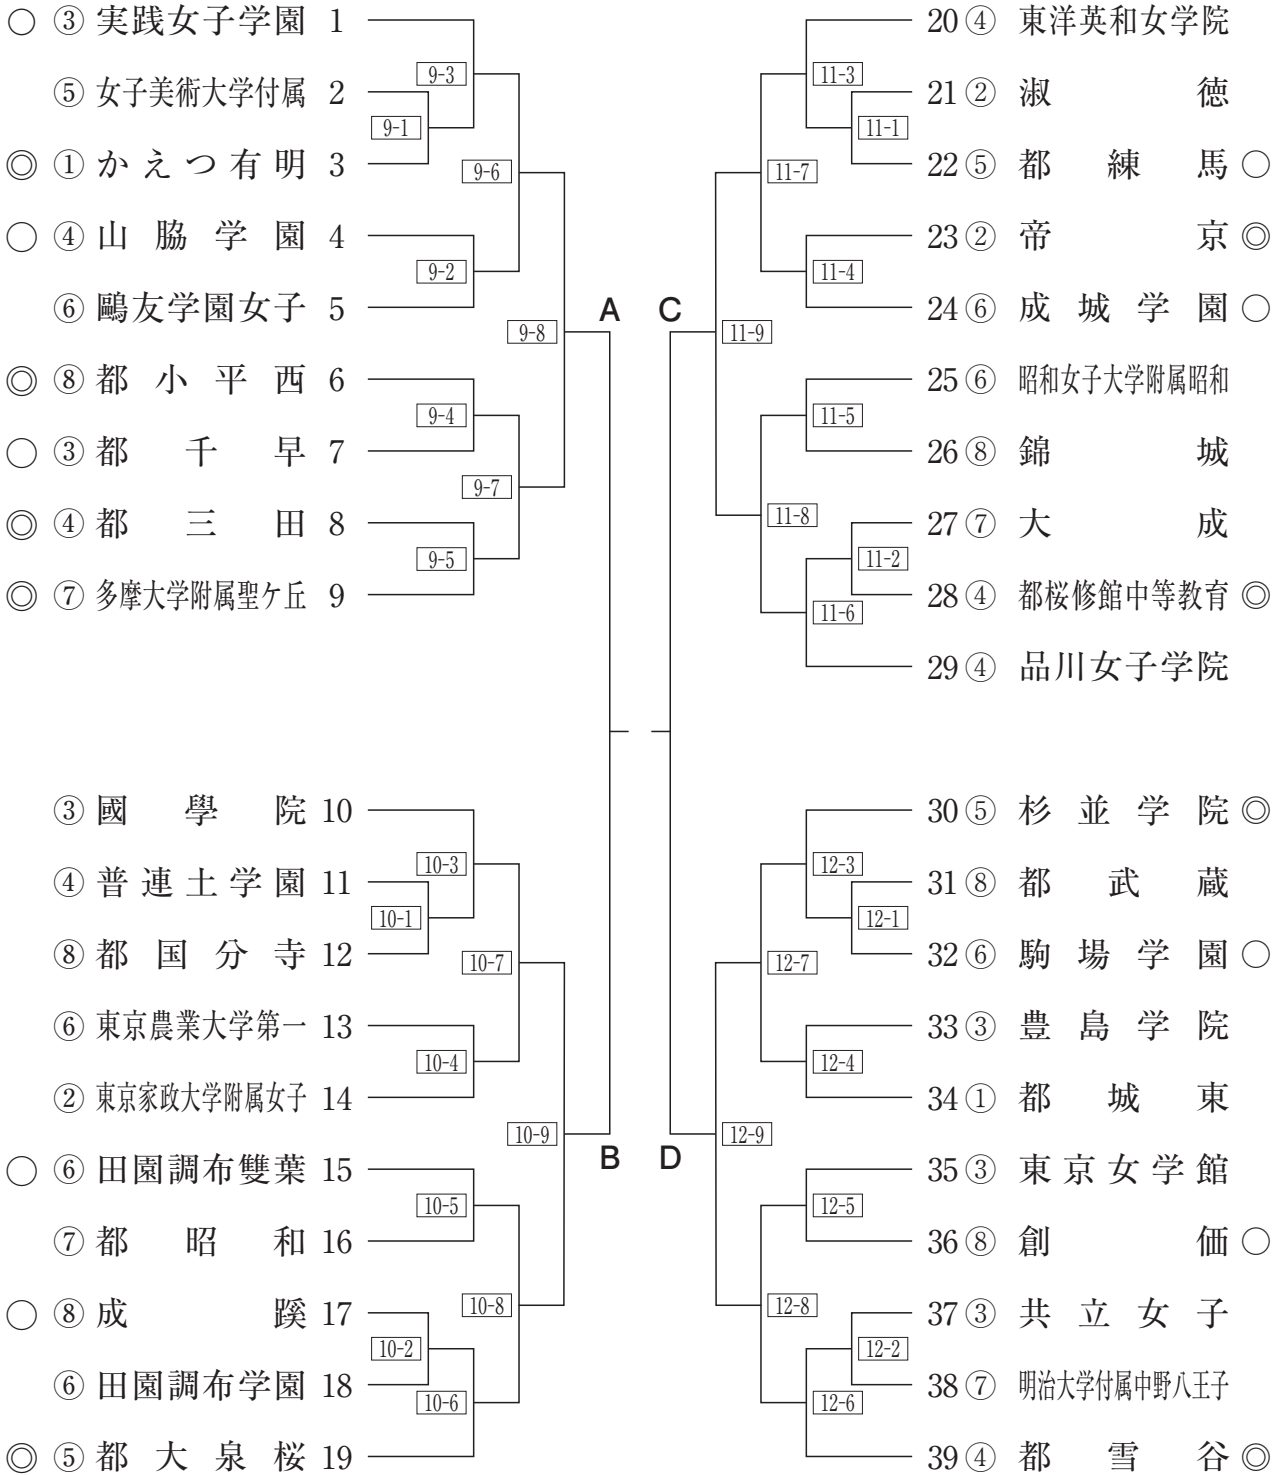 ○ ③ 実践女子学園 1
⑤ 女子美術大学付属 2
◎ ① かえつ有明 3
○ ④ 山脇学園 4
⑥ 鷗友学園女子 5
◎ ⑧ 都小平西 6
○ ③ 都千早 7
◎ ④ 都三田 8
◎ ⑦ 多摩大学附属聖ケ丘 9
9-3
9-1
9-6
9-2
9-8
9-4
9-7
9-5
A
③ 國學院 10
④ 普連土学園 11
⑧ 都国分寺 12
⑥ 東京農業大学第一 13
② 東京家政大学附属女子 14
○ ⑥ 田園調布雙葉 15
⑦ 都昭和 16
○ ⑧ 成蹊 17
⑥ 田園調布学園 18
◎ ⑤ 都大泉桜 19
10-3
10-1
10-7
10-4
10-9
10-5
10-8
10-2
10-6
B
20 ④ 東洋英和女学院
21 ② 淑徳
22 ⑤ 都練馬 ○
23 ② 帝京 ◎
24 ⑥ 成城学園 ○
25 ⑥ 昭和女子大学附属昭和
26 ⑧ 錦城
27 ⑦ 大成
28 ④ 都桜修館中等教育 ◎
29 ④ 品川女子学院
11-3
11-1
11-7
11-4
11-9
11-5
11-8
11-2
11-6
C
30 ⑤ 杉並学院 ◎
31 ⑧ 都武蔵
32 ⑥ 駒場学園 ○
33 ③ 豊島学院
34 ① 都城東
35 ③ 東京女学館
36 ⑧ 創価 ○
37 ③ 共立女子
38 ⑦ 明治大学付属中野八王子
39 ④ 都雪谷 ◎
12-3
12-1
12-7
12-4
12-9
12-5
12-8
12-2
12-6
D